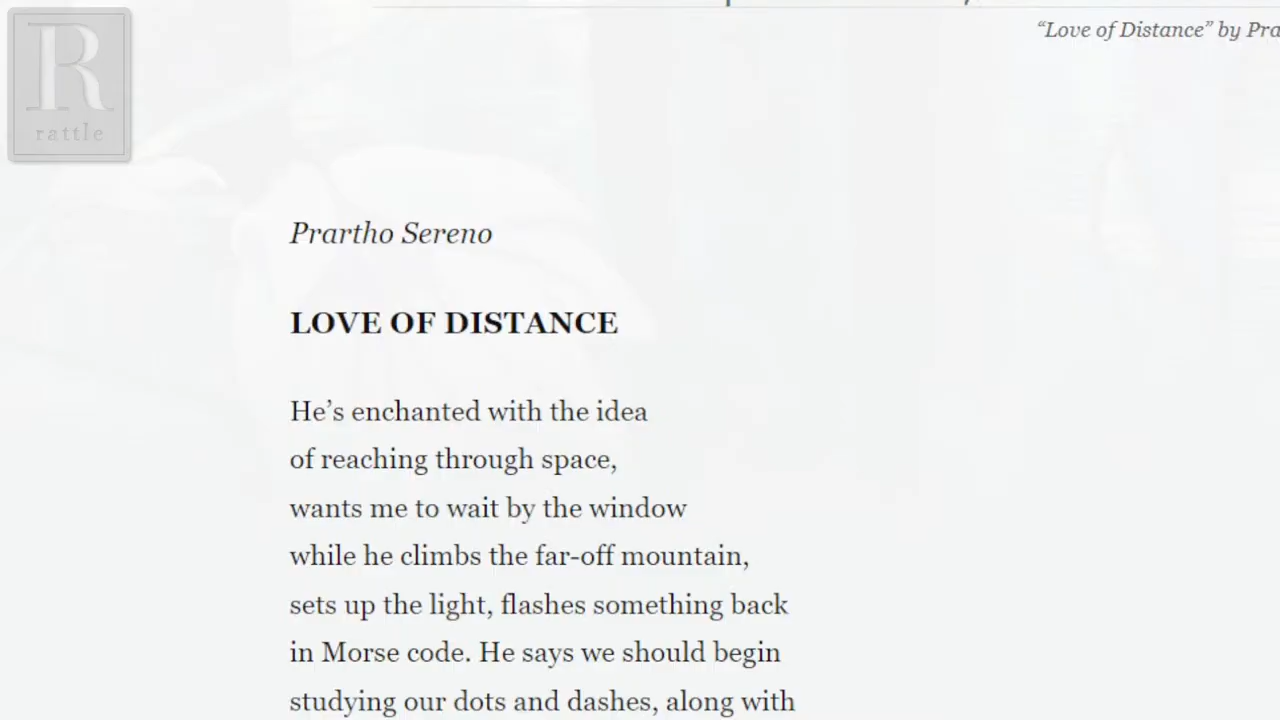 R
rattle
“Love of Distance” by Pra
Prartho Sereno
LOVE OF DISTANCE
He’s enchanted with the idea
of reaching through space,
wants me to wait by the window
while he climbs the far-off mountain,
sets up the light, flashes something back
in Morse code. He says we should begin
studying our dots and dashes, along with